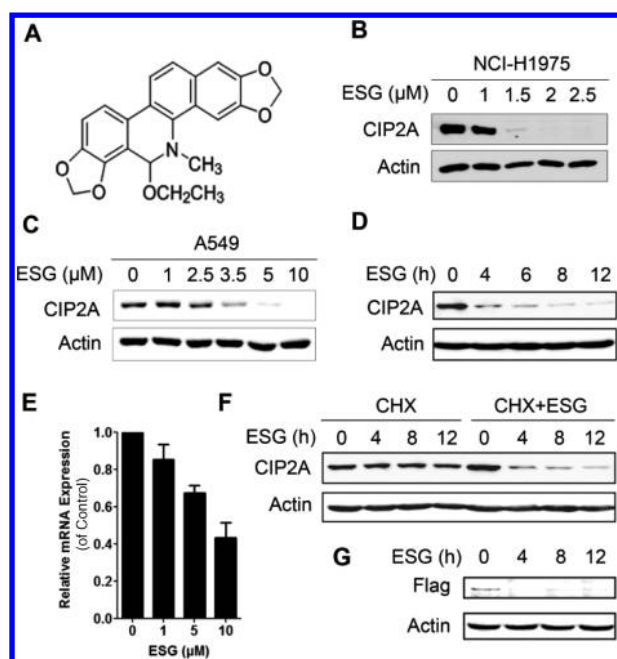 A
O
O
N
CH₃
OCH₂CH₃
O
O
B
NCI-H1975
ESG (µM) 0 1 1.5 2 2.5
CIP2A
Actin
C
A549
ESG (µM) 0 1 2.5 3.5 5 10
CIP2A
Actin
D
ESG (h) 0 4 6 8 12
CIP2A
Actin
E
Relative mRNA Expression
(of Control)
1.0
0.8
0.6
0.4
0.2
0.0
0 1 5 10
ESG (µM)
F
CHX CHX+ESG
ESG (h) 0 4 8 12 0 4 8 12
CIP2A
Actin
G
ESG (h) 0 4 8 12
Flag
Actin